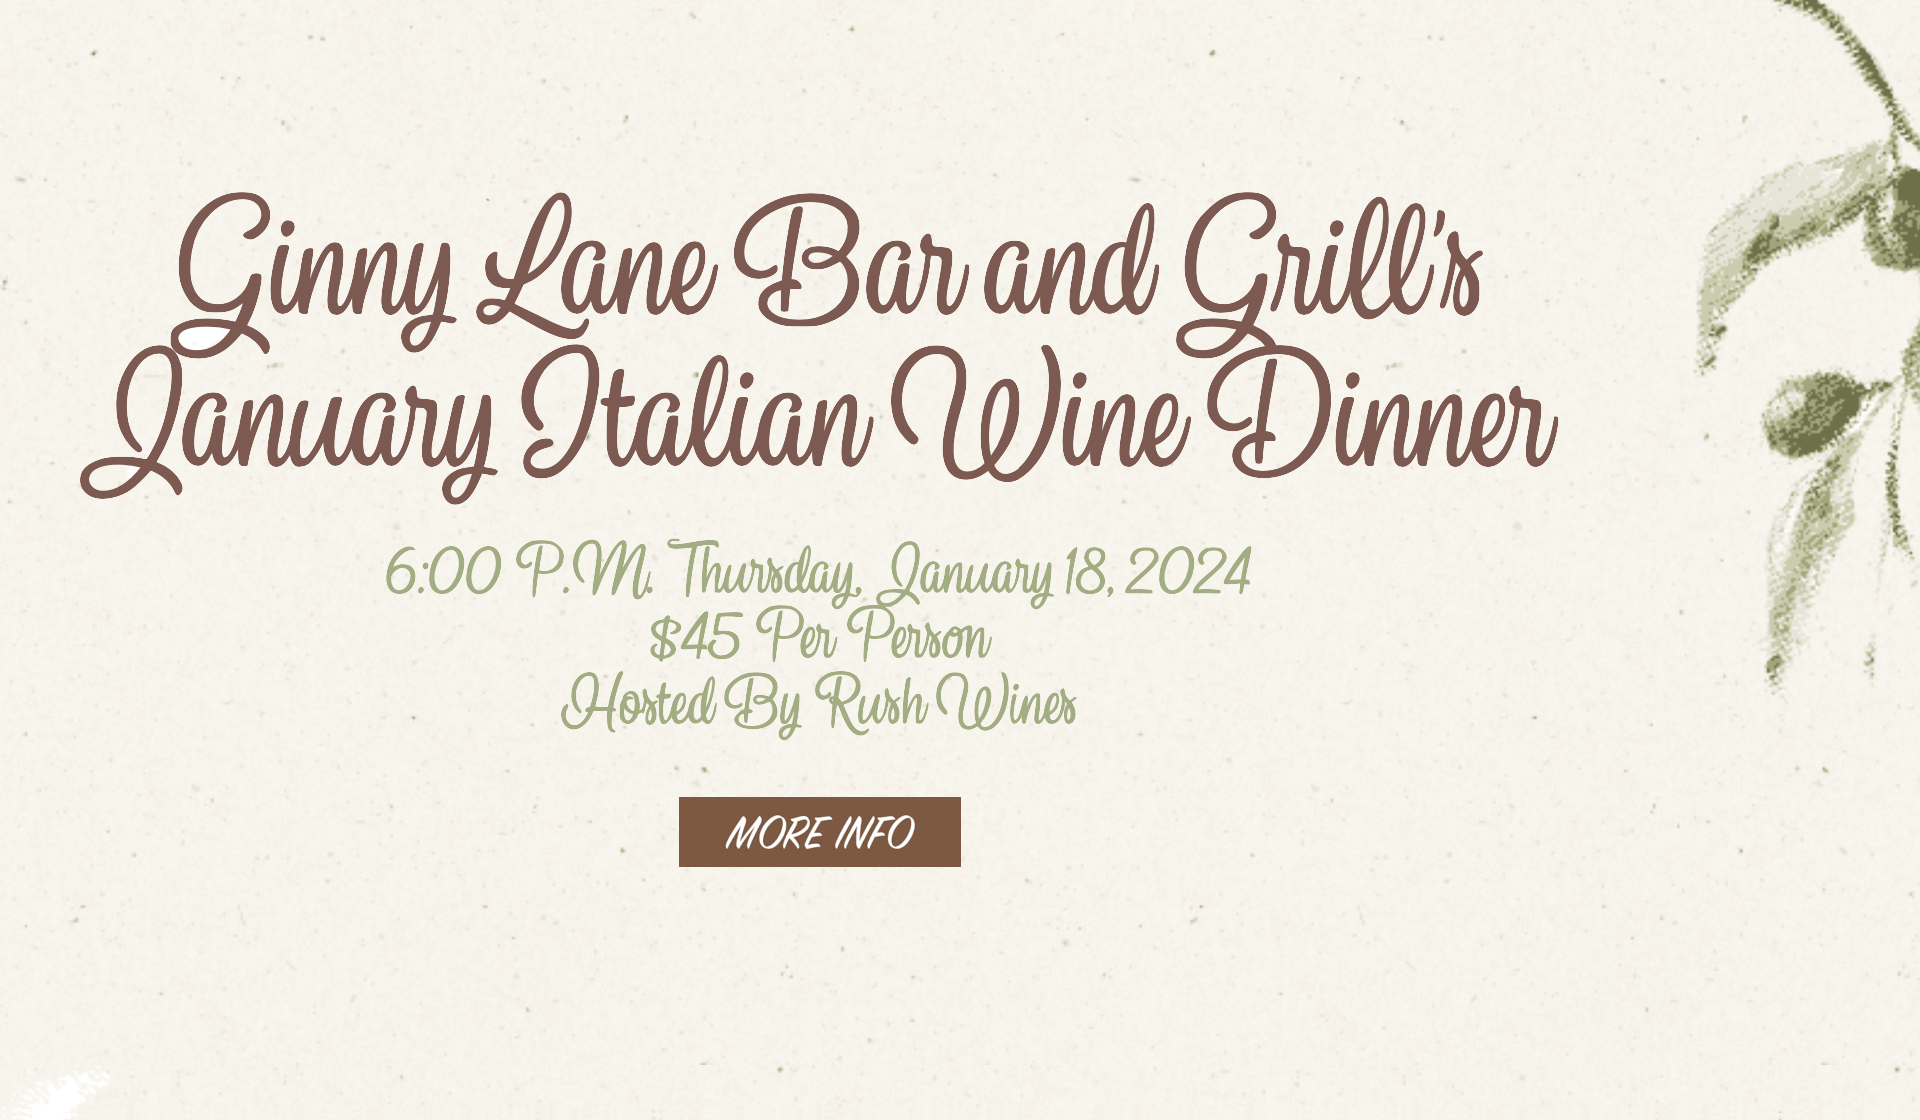 Ginny Lane Bar and Grill's
January Italian Wine Dinner
6:00 P.M. Thursday, January 18, 2024
$45 Per Person
Hosted By Rush Wines
MORE INFO